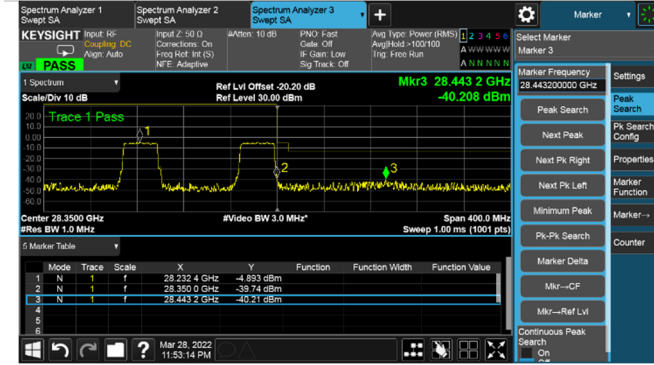 Spectrum Analyzer 1
Swept SA
Spectrum Analyzer 2
Swept SA
Spectrum Analyzer 3
Swept SA
Marker
KEYSIGHT
Input: RF
Coupling: DC
Align: Auto
Input Z: 50 Ω
Corrections: On
Freq Ref: Int (S)
NFE: Adaptive
#Atten: 10 dB
PNO: Fast
Gate: Off
IF Gain: Low
Sig Track: Off
Avg Type: Power (RMS)
Avg|Hold >100/100
Trig: Free Run
1 2 3 4 5 6
A W W W W W
A N N N N N
PASS
Select Marker
Marker 3
1 Spectrum
Scale/Div 10 dB
Ref Lvl Offset -20.20 dB
Ref Level 30.00 dBm
Mkr3 28.443 2 GHz
-40.208 dBm
Trace 1 Pass
20.0
10.0
0.00
-10.0
-20.0
-30.0
-40.0
-50.0
-60.0
1
2
3
Center 28.3500 GHz
#Res BW 1.0 MHz
#Video BW 3.0 MHz*
Span 400.0 MHz
Sweep 1.00 ms (1001 pts)
5 Marker Table
Mode Trace Scale X Y Function Function Width Function Value
1 N 1 f 28.232 4 GHz -4.893 dBm
2 N 1 f 28.350 0 GHz -39.74 dBm
3 N 1 f 28.443 2 GHz -40.21 dBm
4
5
6
Mar 28, 2022
11:53:14 PM
Marker Frequency
28.443200000 GHz
Peak Search
Next Peak
Next Pk Right
Next Pk Left
Minimum Peak
Pk-Pk Search
Marker Delta
Mkr→CF
Mkr→Ref Lvl
Continuous Peak
Search
On
Off
Settings
Peak
Search
Pk Search
Config
Properties
Marker
Function
Marker→
Counter